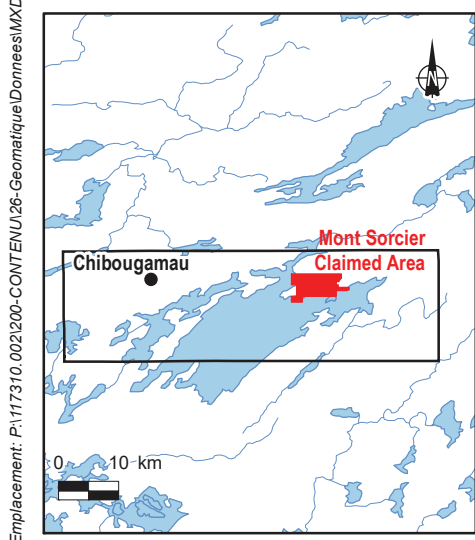 Emplacement: P:\117310.002\200-CONTENU\26-Geomatique\Donnees\MXD
N
Mont Sorcier
Claimed Area
Chibougamau
0 10 km